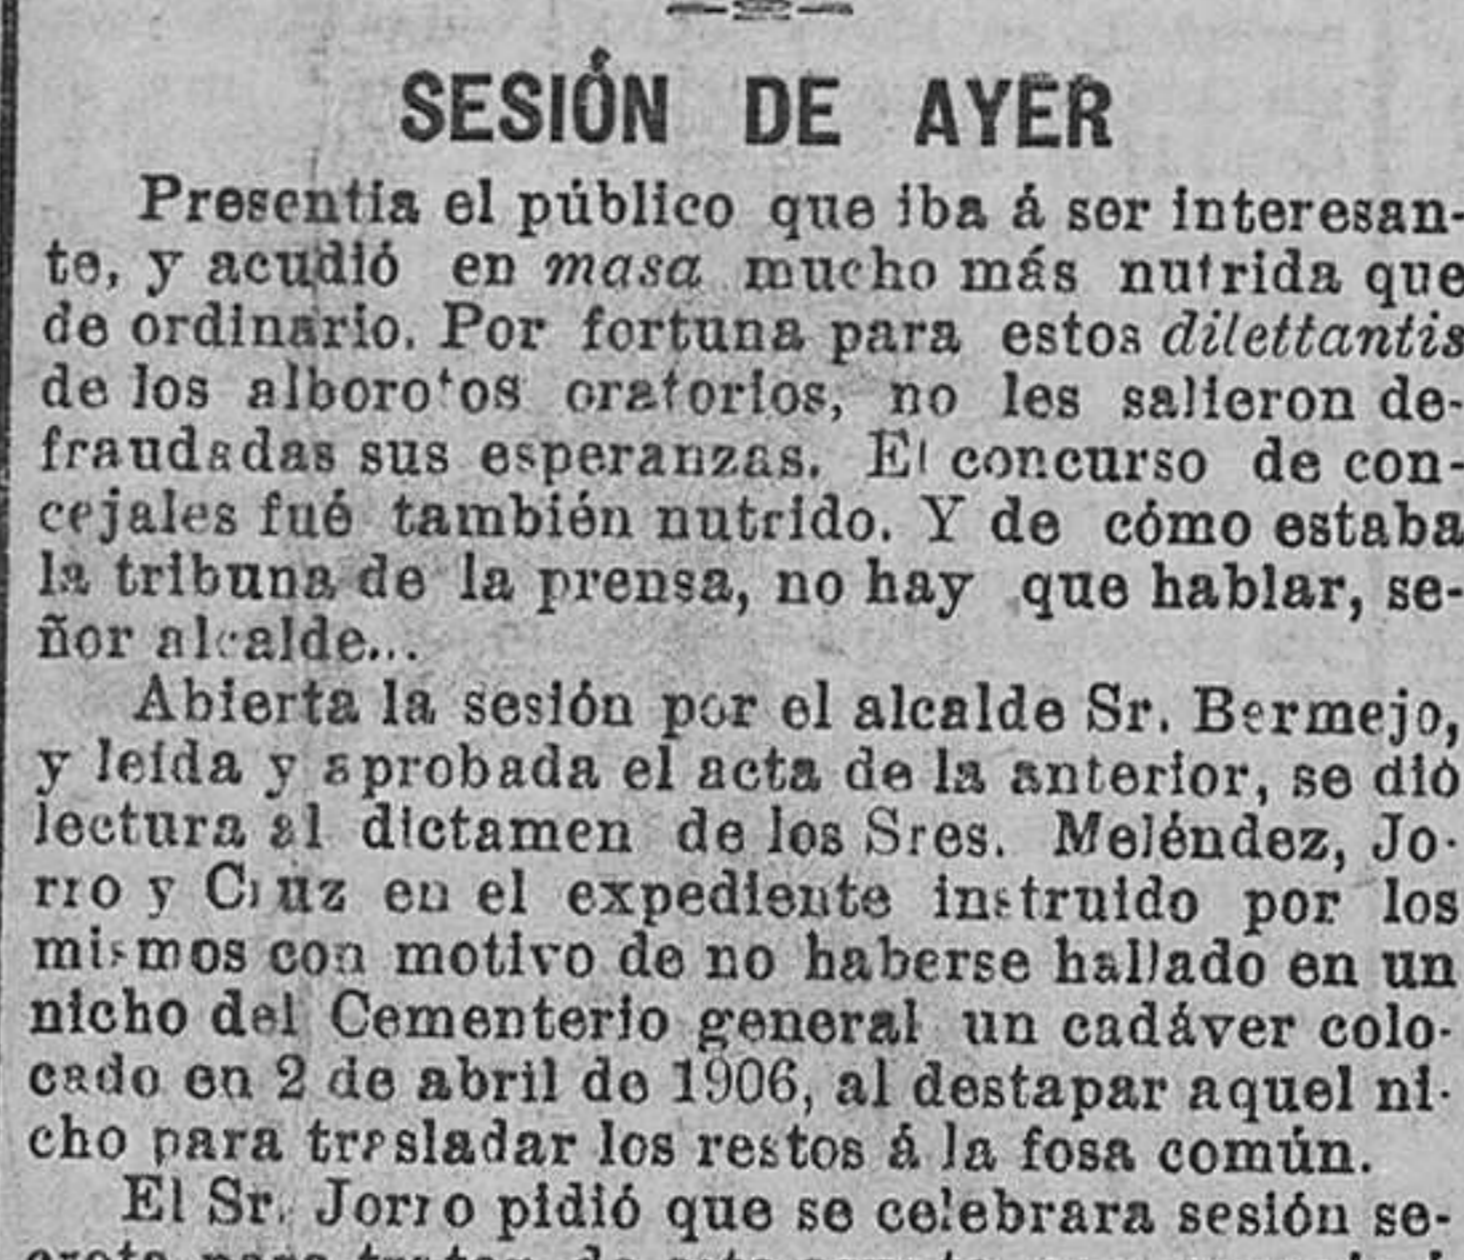 SESIÓN DE AYER
Presentía el público que iba á ser interesan-
te, y acudió en masa mucho más nutrida que
de ordinario. Por fortuna para estos dilettantis
de los alborotos oratorios, no les salieron de-
fraudadas sus esperanzas. El concurso de con-
cejales fué también nutrido. Y de cómo estaba
la tribuna de la prensa, no hay que hablar, se-
ñor alcalde...
Abierta la sesión por el alcalde Sr. Bermejo,
y leída y aprobada el acta de la anterior, se dió
lectura al dictamen de los Sres. Meléndez, Jo-
rro y Cruz en el expediente instruido por los
mismos con motivo de no haberse hallado en un
nicho del Cementerio general un cadáver colo-
cado en 2 de abril de 1906, al destapar aquel ni-
cho para trasladar los restos á la fosa común.
El Sr. Jorro pidió que se celebrara sesión se-